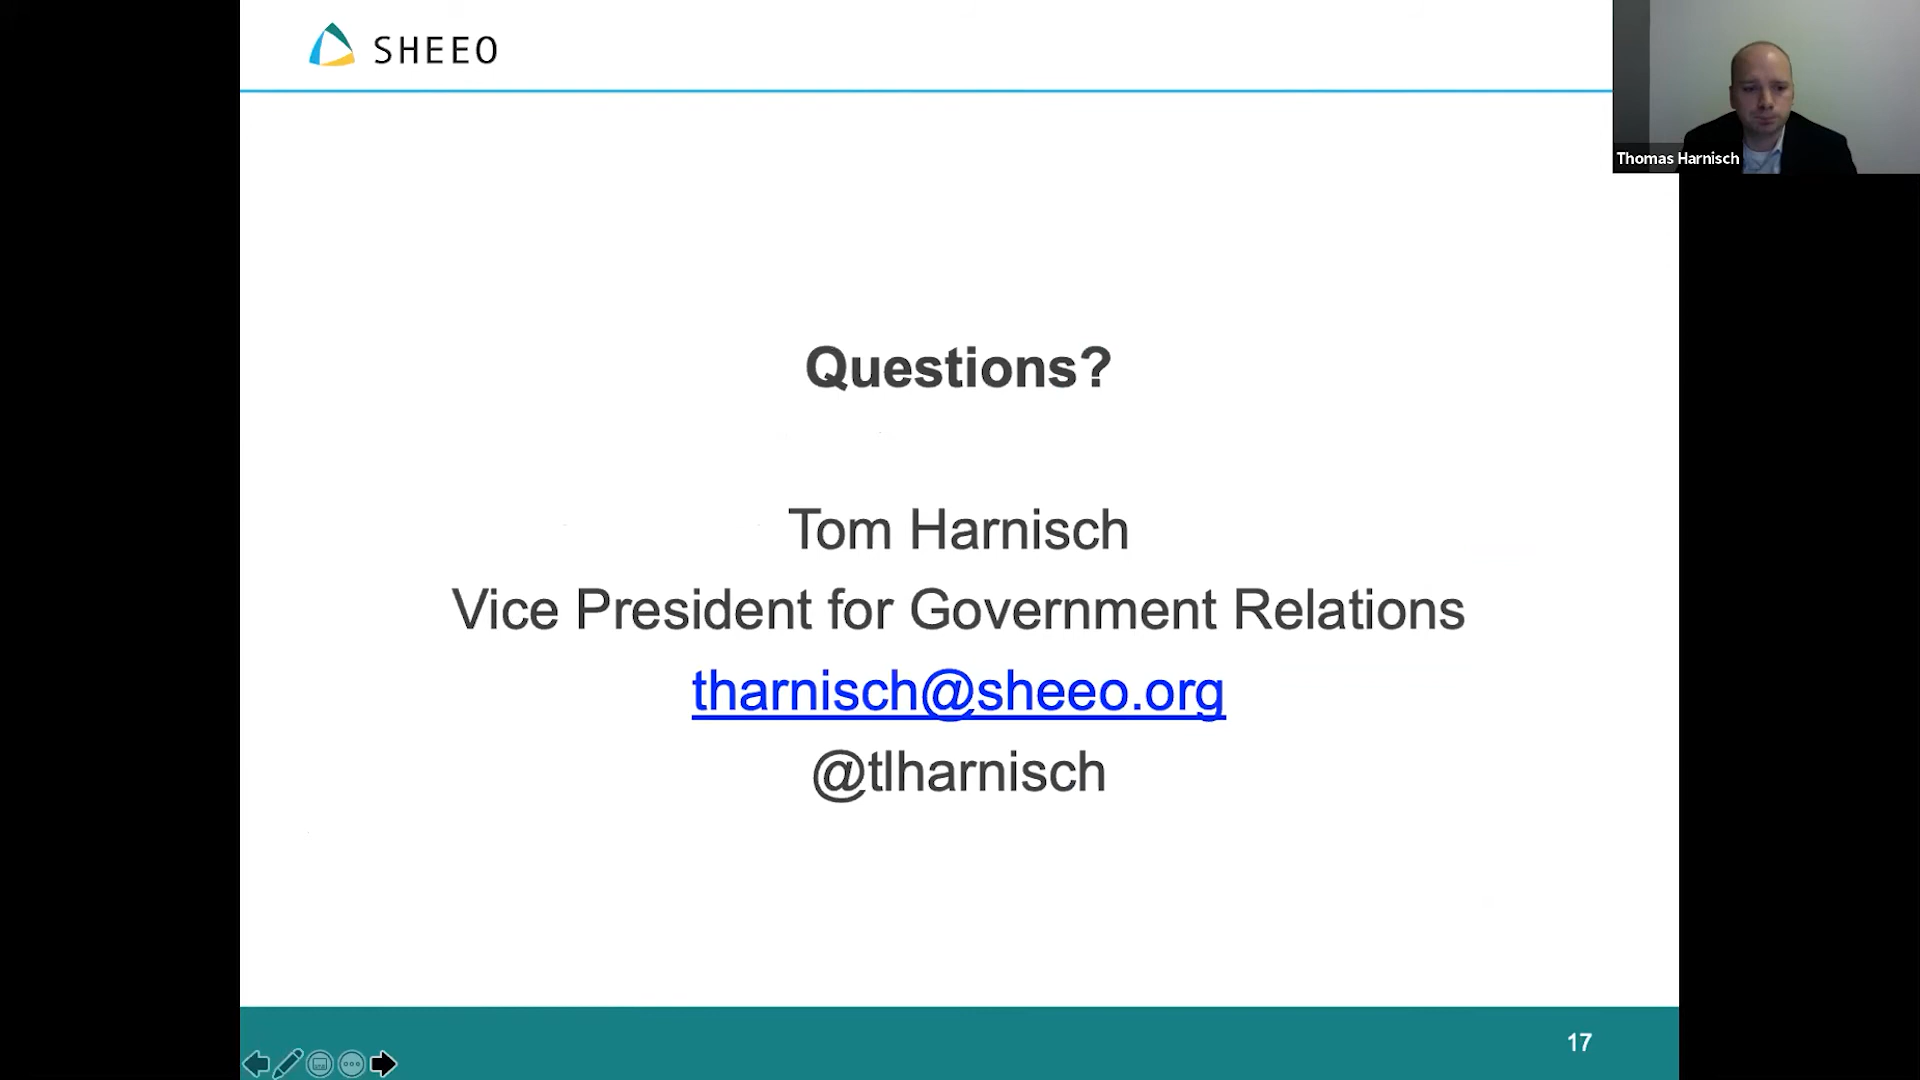 SHEEO
Thomas Harnisch
Questions?
Tom Harnisch
Vice President for Government Relations
tharnisch@sheeo.org
@tlharnisch
17